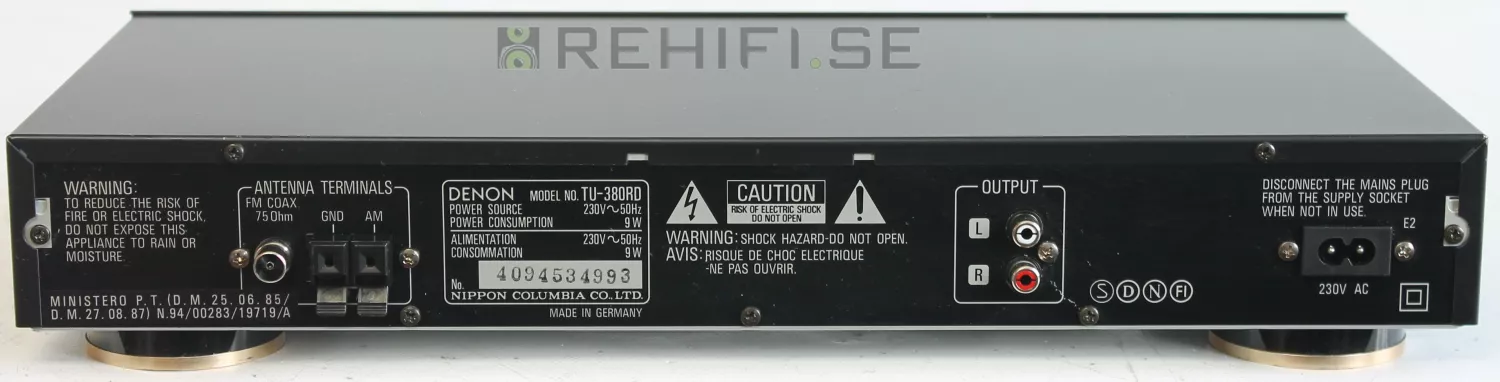 REHIFI.SE
WARNING:
TO REDUCE THE RISK OF
FIRE OR ELECTRIC SHOCK,
DO NOT EXPOSE THIS
APPLIANCE TO RAIN OR
MOISTURE.
MINISTERO P.T. (D.M. 25. 06. 85/
D.M. 27. 08. 87) N.94/00283/19719/A
ANTENNA TERMINALS
FM COAX.
75 Ohm
GND
AM
DENON MODEL NO. TU-380RD
POWER SOURCE 230V～50Hz
POWER CONSUMPTION 9W
ALIMENTATION 230V～50Hz
CONSOMMATION 9W
No. 4094534993
NIPPON COLUMBIA CO., LTD.
MADE IN GERMANY
CAUTION
RISK OF ELECTRIC SHOCK
DO NOT OPEN
WARNING: SHOCK HAZARD-DO NOT OPEN.
AVIS: RISQUE DE CHOC ELECTRIQUE
-NE PAS OUVRIR.
OUTPUT
L
R
S D N FI
DISCONNECT THE MAINS PLUG
FROM THE SUPPLY SOCKET
WHEN NOT IN USE.
E2
230V AC